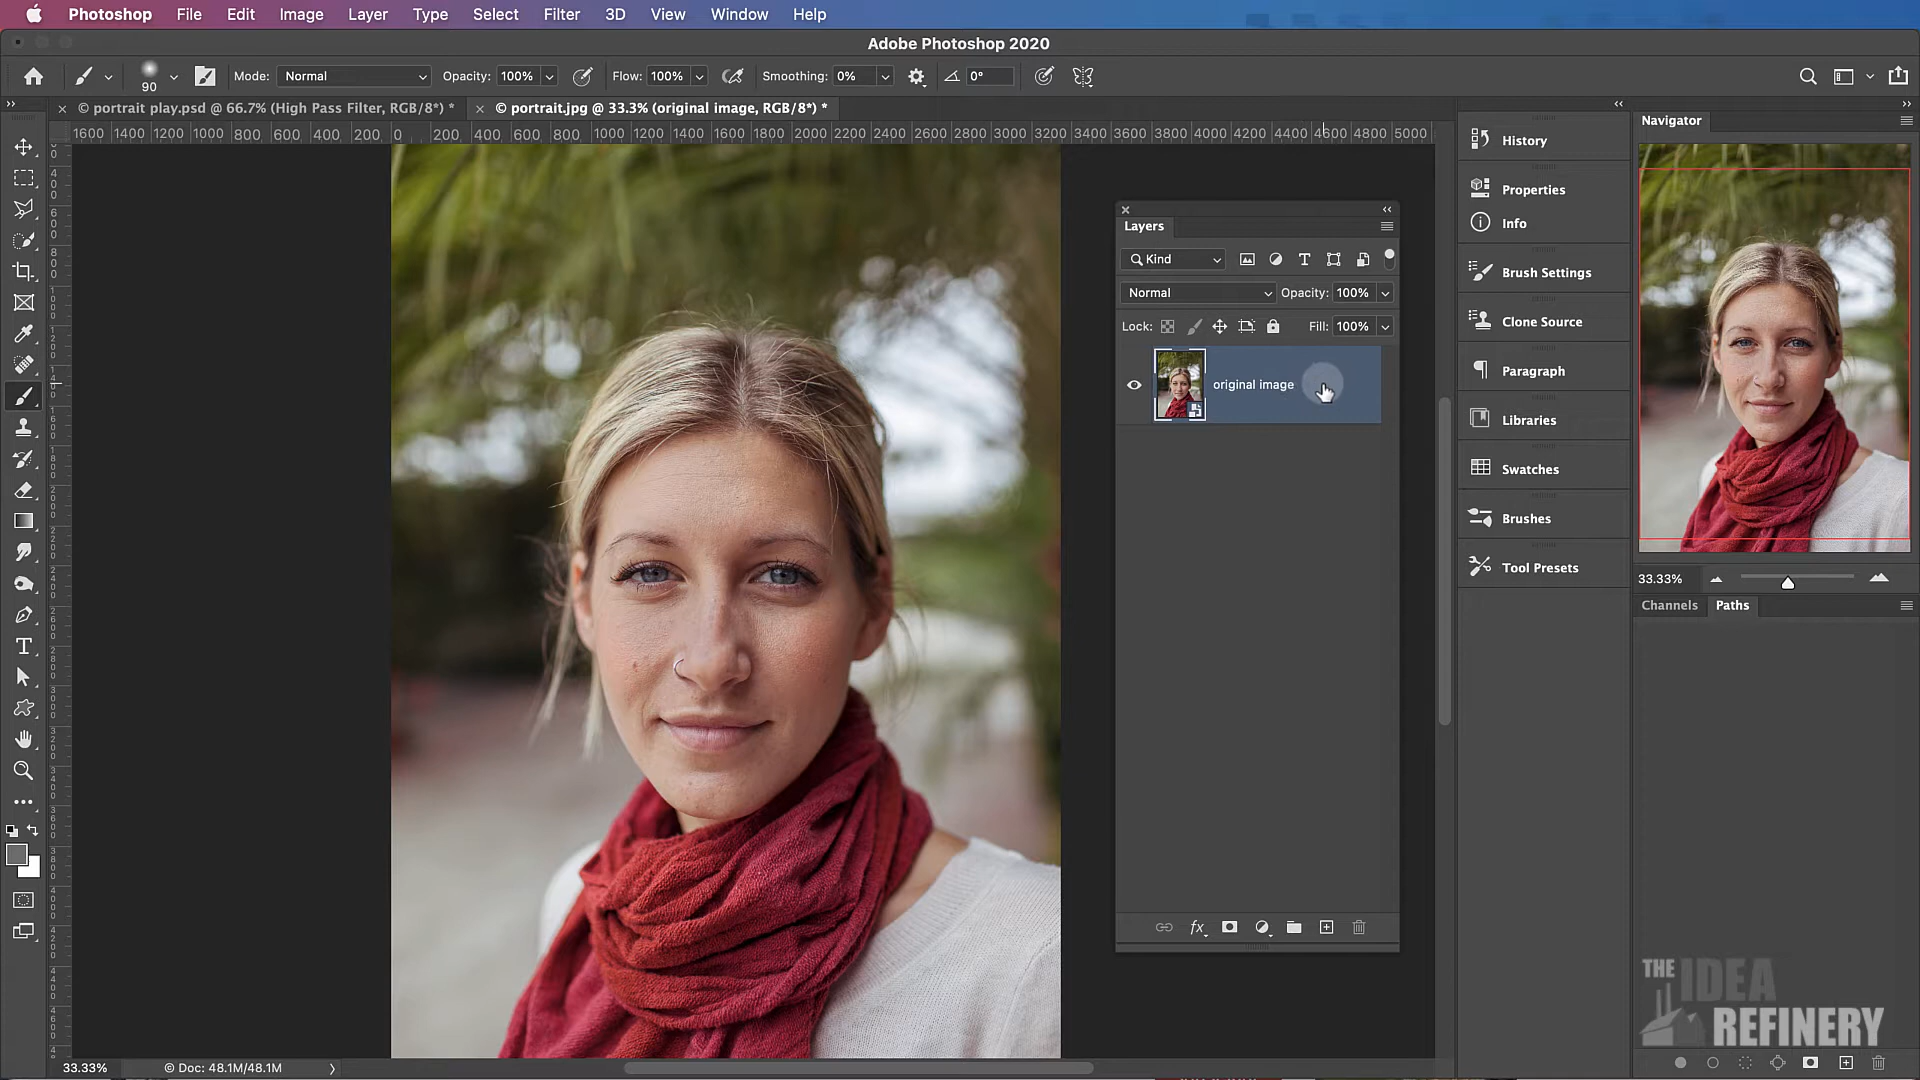 Photoshop File Edit Image Layer Type Select Filter 3D View Window Help
Adobe Photoshop 2020
90 Mode: Normal Opacity: 100% Flow: 100% Smoothing: 0% 0°
© portrait play.psd @ 66.7% (High Pass Filter, RGB/8*) * © portrait.jpg @ 33.3% (original image, RGB/8*) *
1600 1400 1200 1000 800 600 400 200 0 200 400 600 800 1000 1200 1400 1600 1800 2000 2200 2400 2600 2800 3000 3200 3400 3600 3800 4000 4200 4400 4600 4800 5000
Layers
Kind
Normal Opacity: 100%
Lock: Fill: 100%
original image
fx
History
Properties
Info
Brush Settings
Clone Source
Paragraph
Libraries
Swatches
Brushes
Tool Presets
Navigator
33.33%
Channels Paths
THE IDEA
REFINERY
33.33% © Doc: 48.1M/48.1M